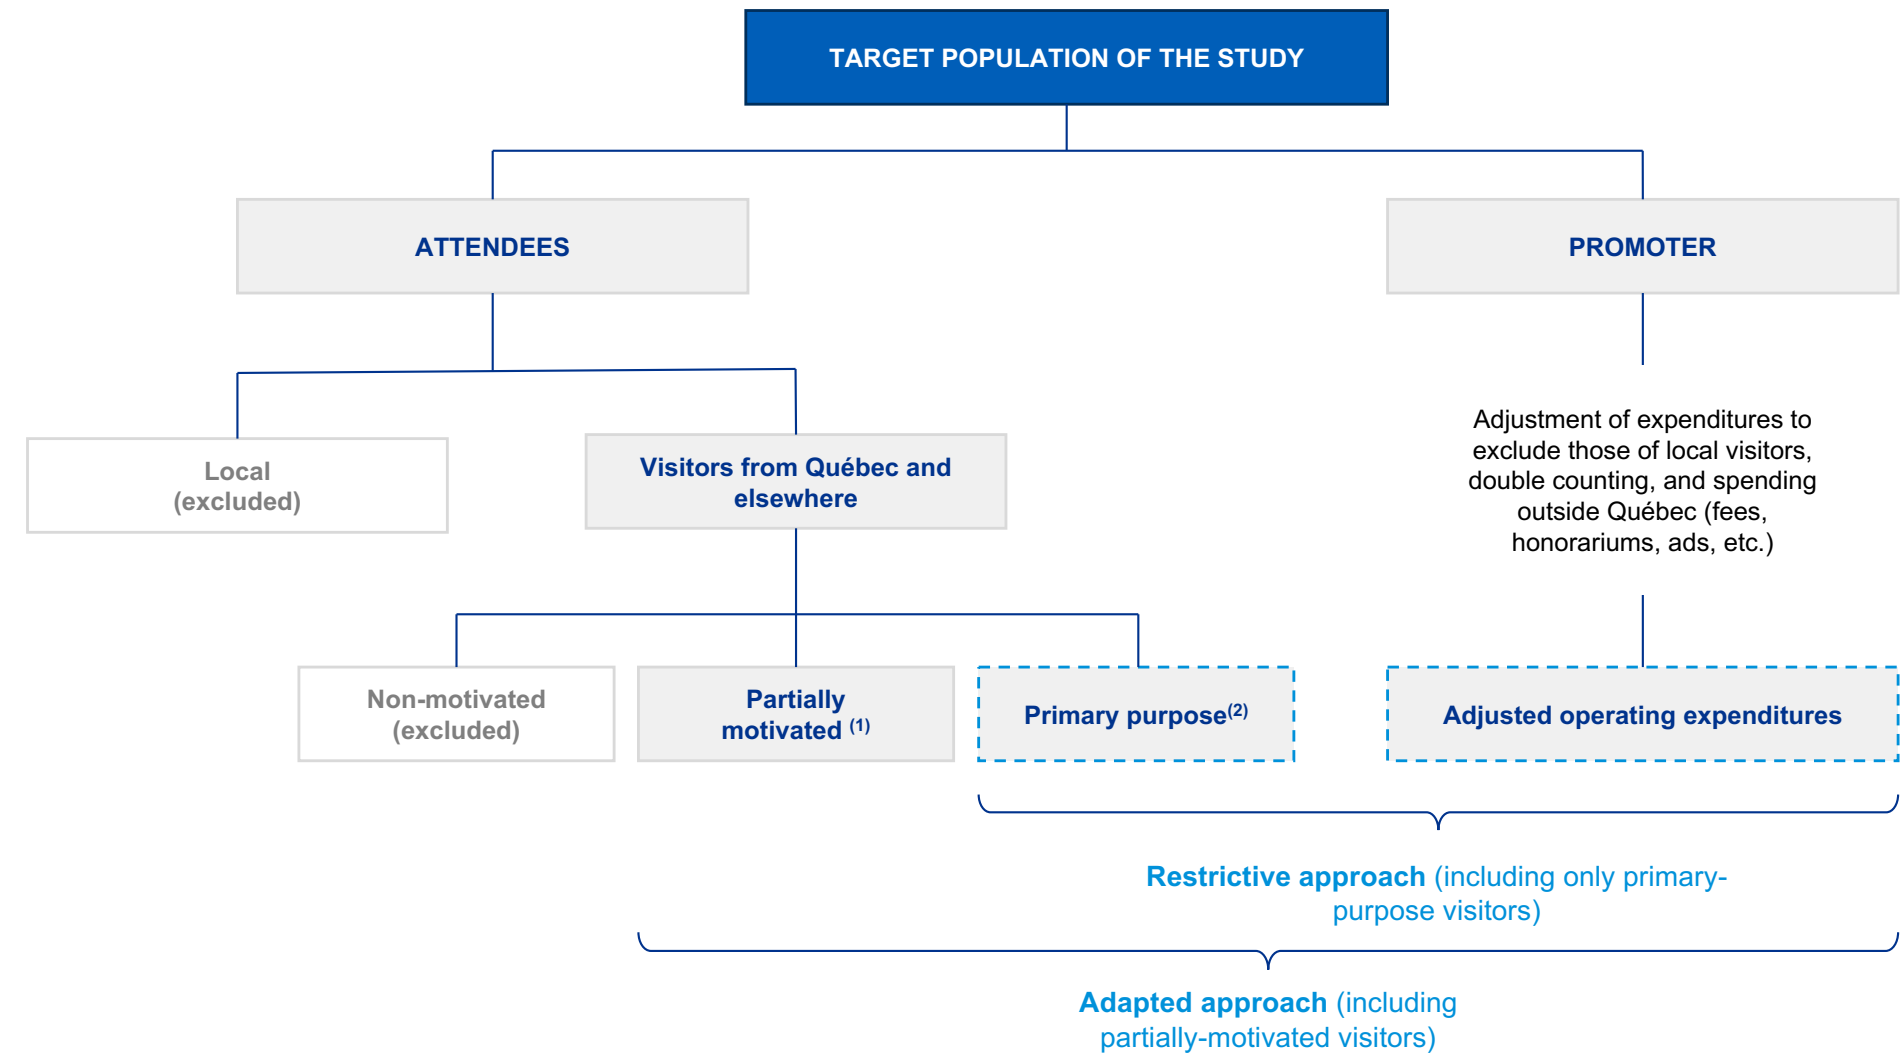 TARGET POPULATION OF THE STUDY
ATTENDEES
PROMOTER
Adjustment of expenditures to
exclude those of local visitors,
double counting, and spending
outside Québec (fees,
honorariums, ads, etc.)
Local
(excluded)
Visitors from Québec and
elsewhere
Non-motivated
(excluded)
Partially
motivated (1)
Primary purpose(2)
Adjusted operating expenditures
Restrictive approach (including only primary-
purpose visitors)
Adapted approach (including
partially-motivated visitors)